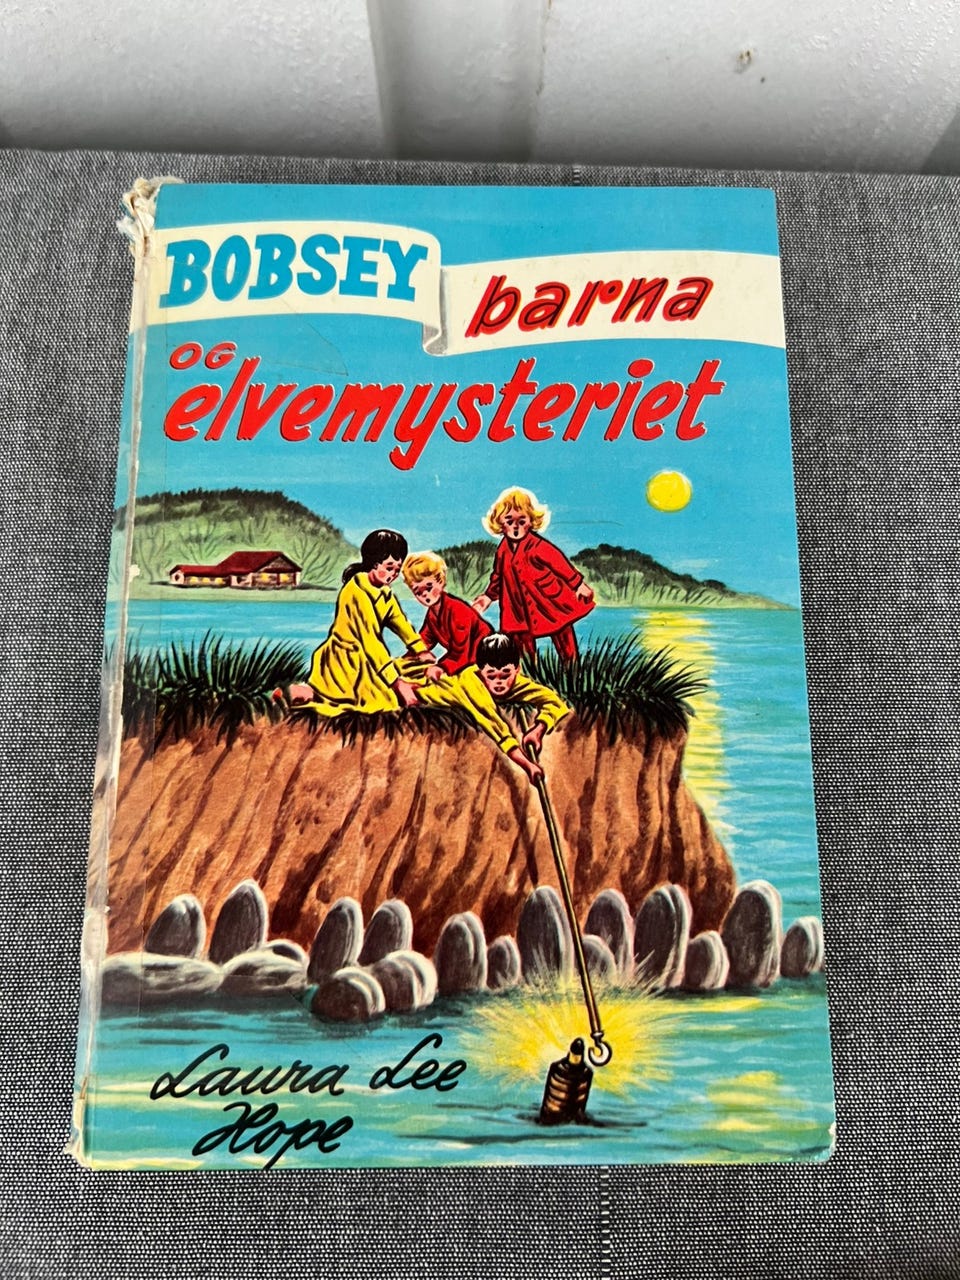 BOBSEY barna
OG
elvemysteriet
Laura Lee
Hope